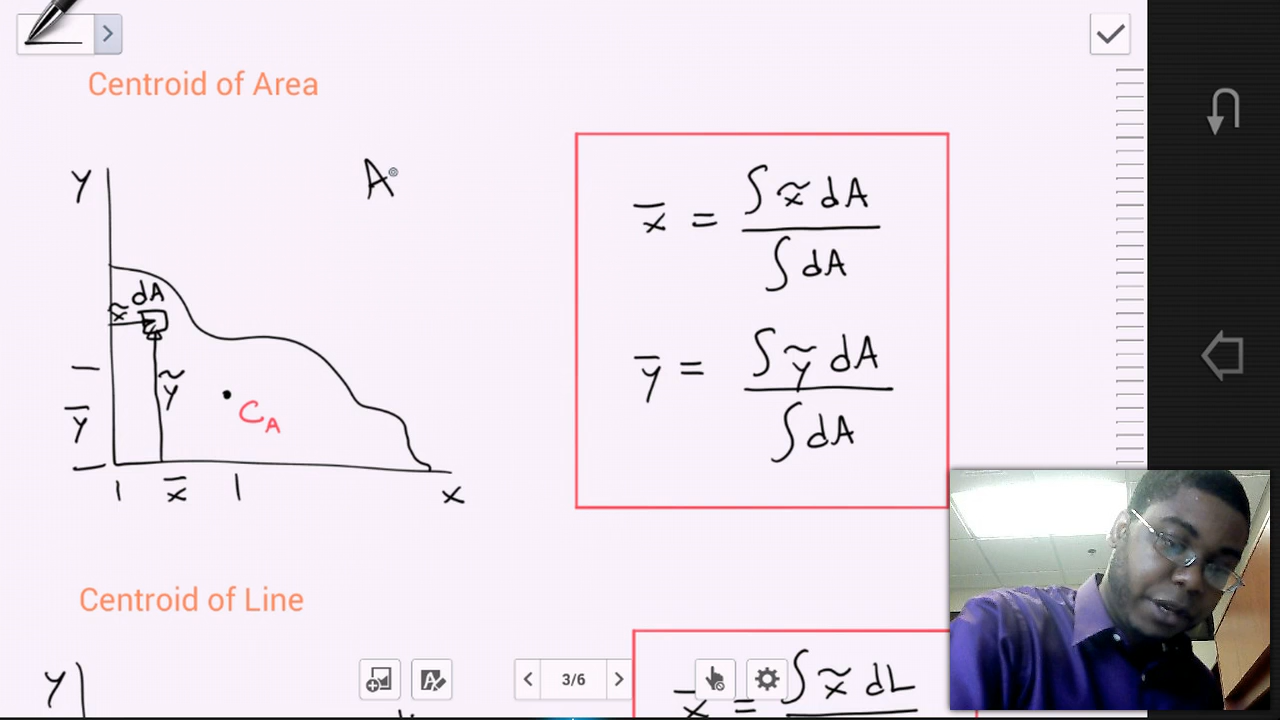 Centroid of Area
Y
A
dA
x̃
ỹ
C_A
ȳ
x̄
x
x̄ = ∫ x̃ dA / ∫ dA
ȳ = ∫ ỹ dA / ∫ dA
Centroid of Line
y
x̄ = ∫ x̃ dL
3/6